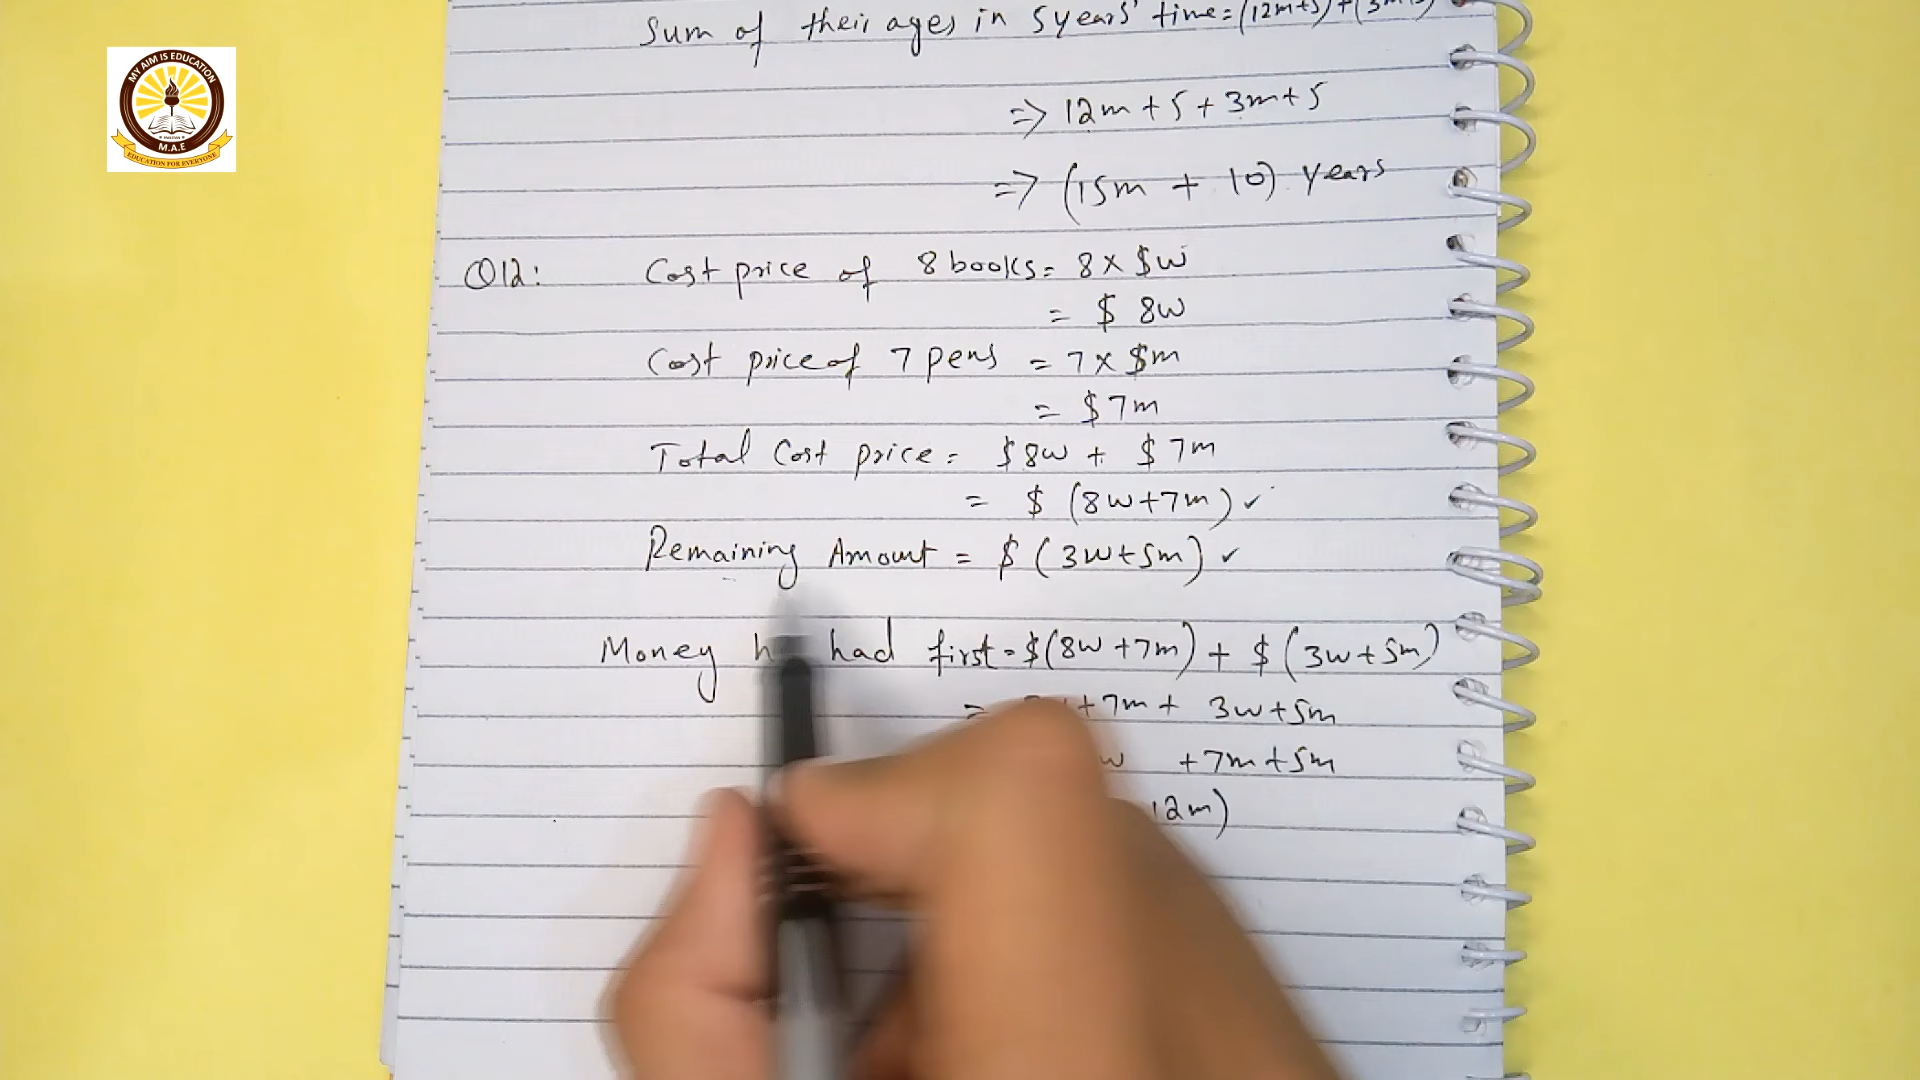 MY AIM IS EDUCATION
M.A.E
EDUCATION FOR EVERYONE
Sum of their ages in 5 years' time = (12m+5) + (3m+5)
=> 12m + 5 + 3m + 5
=> (15m + 10) years
Q12: Cost price of 8 books = 8 × $w
= $ 8w
Cost price of 7 pens = 7 × $m
= $7m
Total Cost price = $8w + $7m
= $ (8w+7m) ✓
Remaining Amount = $ (3w+5m) ✓
Money had first = $(8w+7m) + $(3w+5m)
= +7m + 3w+5m
w +7m+5m
12m)